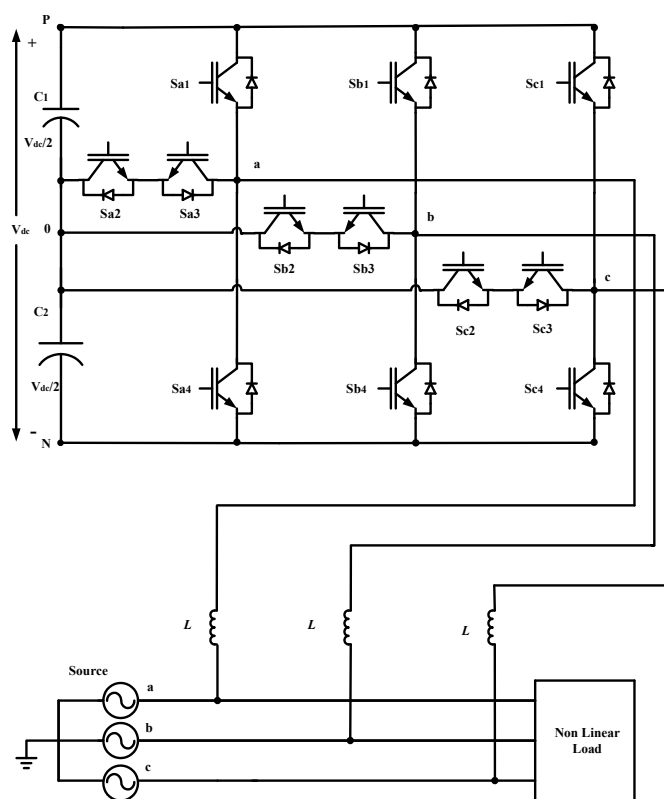 P
+
Sa1
Sb1
Sc1
C1
Vdc/2
a
Sa2
Sa3
Vdc
0
b
Sb2
Sb3
c
C2
Sc2
Sc3
Vdc/2
Sa4
Sb4
Sc4
-
N
L
L
L
Source
a
b
c
Non Linear
Load